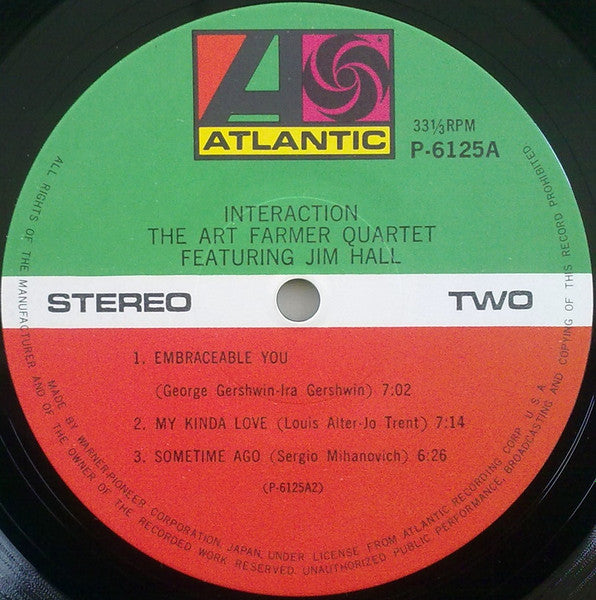 ATLANTIC
33⅓RPM
P-6125A
INTERACTION
THE ART FARMER QUARTET
FEATURING JIM HALL
STEREO
TWO
1. EMBRACEABLE YOU
(George Gershwin-Ira Gershwin) 7:02
2. MY KINDA LOVE (Louis Alter-Jo Trent) 7:14
3. SOMETIME AGO (Sergio Mihanovich) 6:26
(P-6125A2)
MADE BY WARNER-PIONEER CORPORATION, JAPAN, UNDER LICENSE FROM ATLANTIC RECORDING CORP. U.S.A.
ALL RIGHTS OF THE MANUFACTURER AND OF THE OWNER OF THE RECORDED WORK RESERVED. UNAUTHORIZED PUBLIC PERFORMANCE, BROADCASTING AND COPYING OF THIS RECORD PROHIBITED